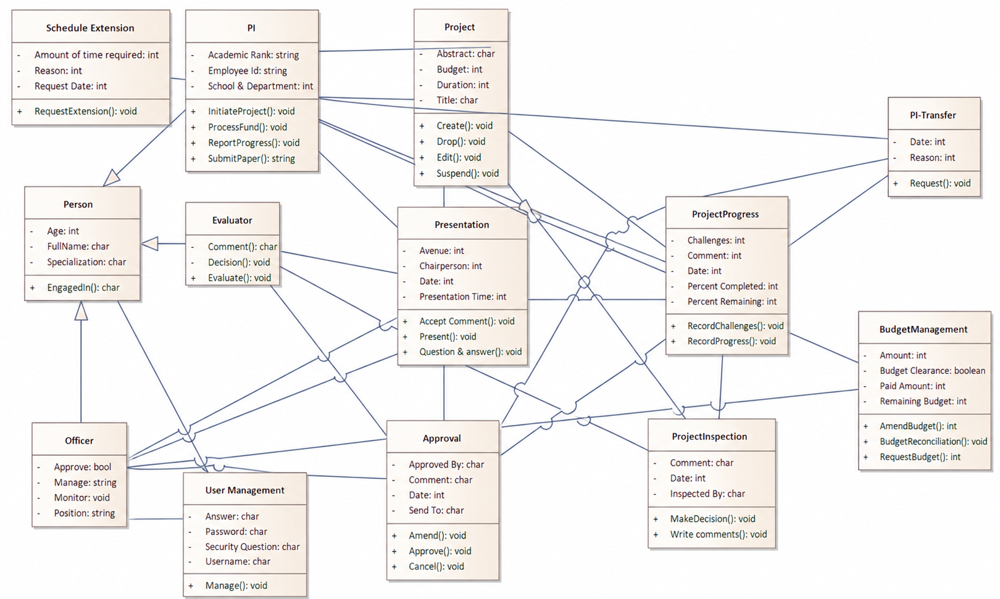 Schedule Extension
- Amount of time required: int
- Reason: int
- Request Date: int
+ RequestExtension(): void
PI
- Academic Rank: string
- Employee Id: string
- School & Department: int
+ InitiateProject(): void
+ ProcessFund(): void
+ ReportProgress(): void
+ SubmitPaper(): string
Project
- Abstract: char
- Budget: int
- Duration: int
- Title: char
+ Create(): void
+ Drop(): void
+ Edit(): void
+ Suspend(): void
PI-Transfer
- Date: int
- Reason: int
+ Request(): void
Person
- Age: int
- FullName: char
- Specialization: char
+ EngagedIn(): char
Evaluator
- Comment(): char
- Decision(): void
+ Evaluate(): void
Presentation
- Avenue: int
- Chairperson: int
- Date: int
- Presentation Time: int
+ Accept Comment(): void
+ Present(): void
+ Question & answer(): void
ProjectProgress
- Challenges: int
- Comment: int
- Date: int
- Percent Completed: int
- Percent Remaining: int
+ RecordChallenges(): void
+ RecordProgress(): void
BudgetManagement
- Amount: int
- Budget Clearance: boolean
- Paid Amount: int
- Remaining Budget: int
+ AmendBudget(): int
+ BudgetReconciliation(): void
+ RequestBudget(): int
Officer
- Approve: bool
- Manage: string
- Monitor: void
- Position: string
User Management
- Answer: char
- Password: char
- Security Question: char
- Username: char
+ Manage(): void
Approval
- Approved By: char
- Comment: char
- Date: int
- Send To: char
+ Amend(): void
+ Approve(): void
+ Cancel(): void
ProjectInspection
- Comment: char
- Date: int
- Inspected By: char
+ MakeDecision(): void
+ Write comments(): void